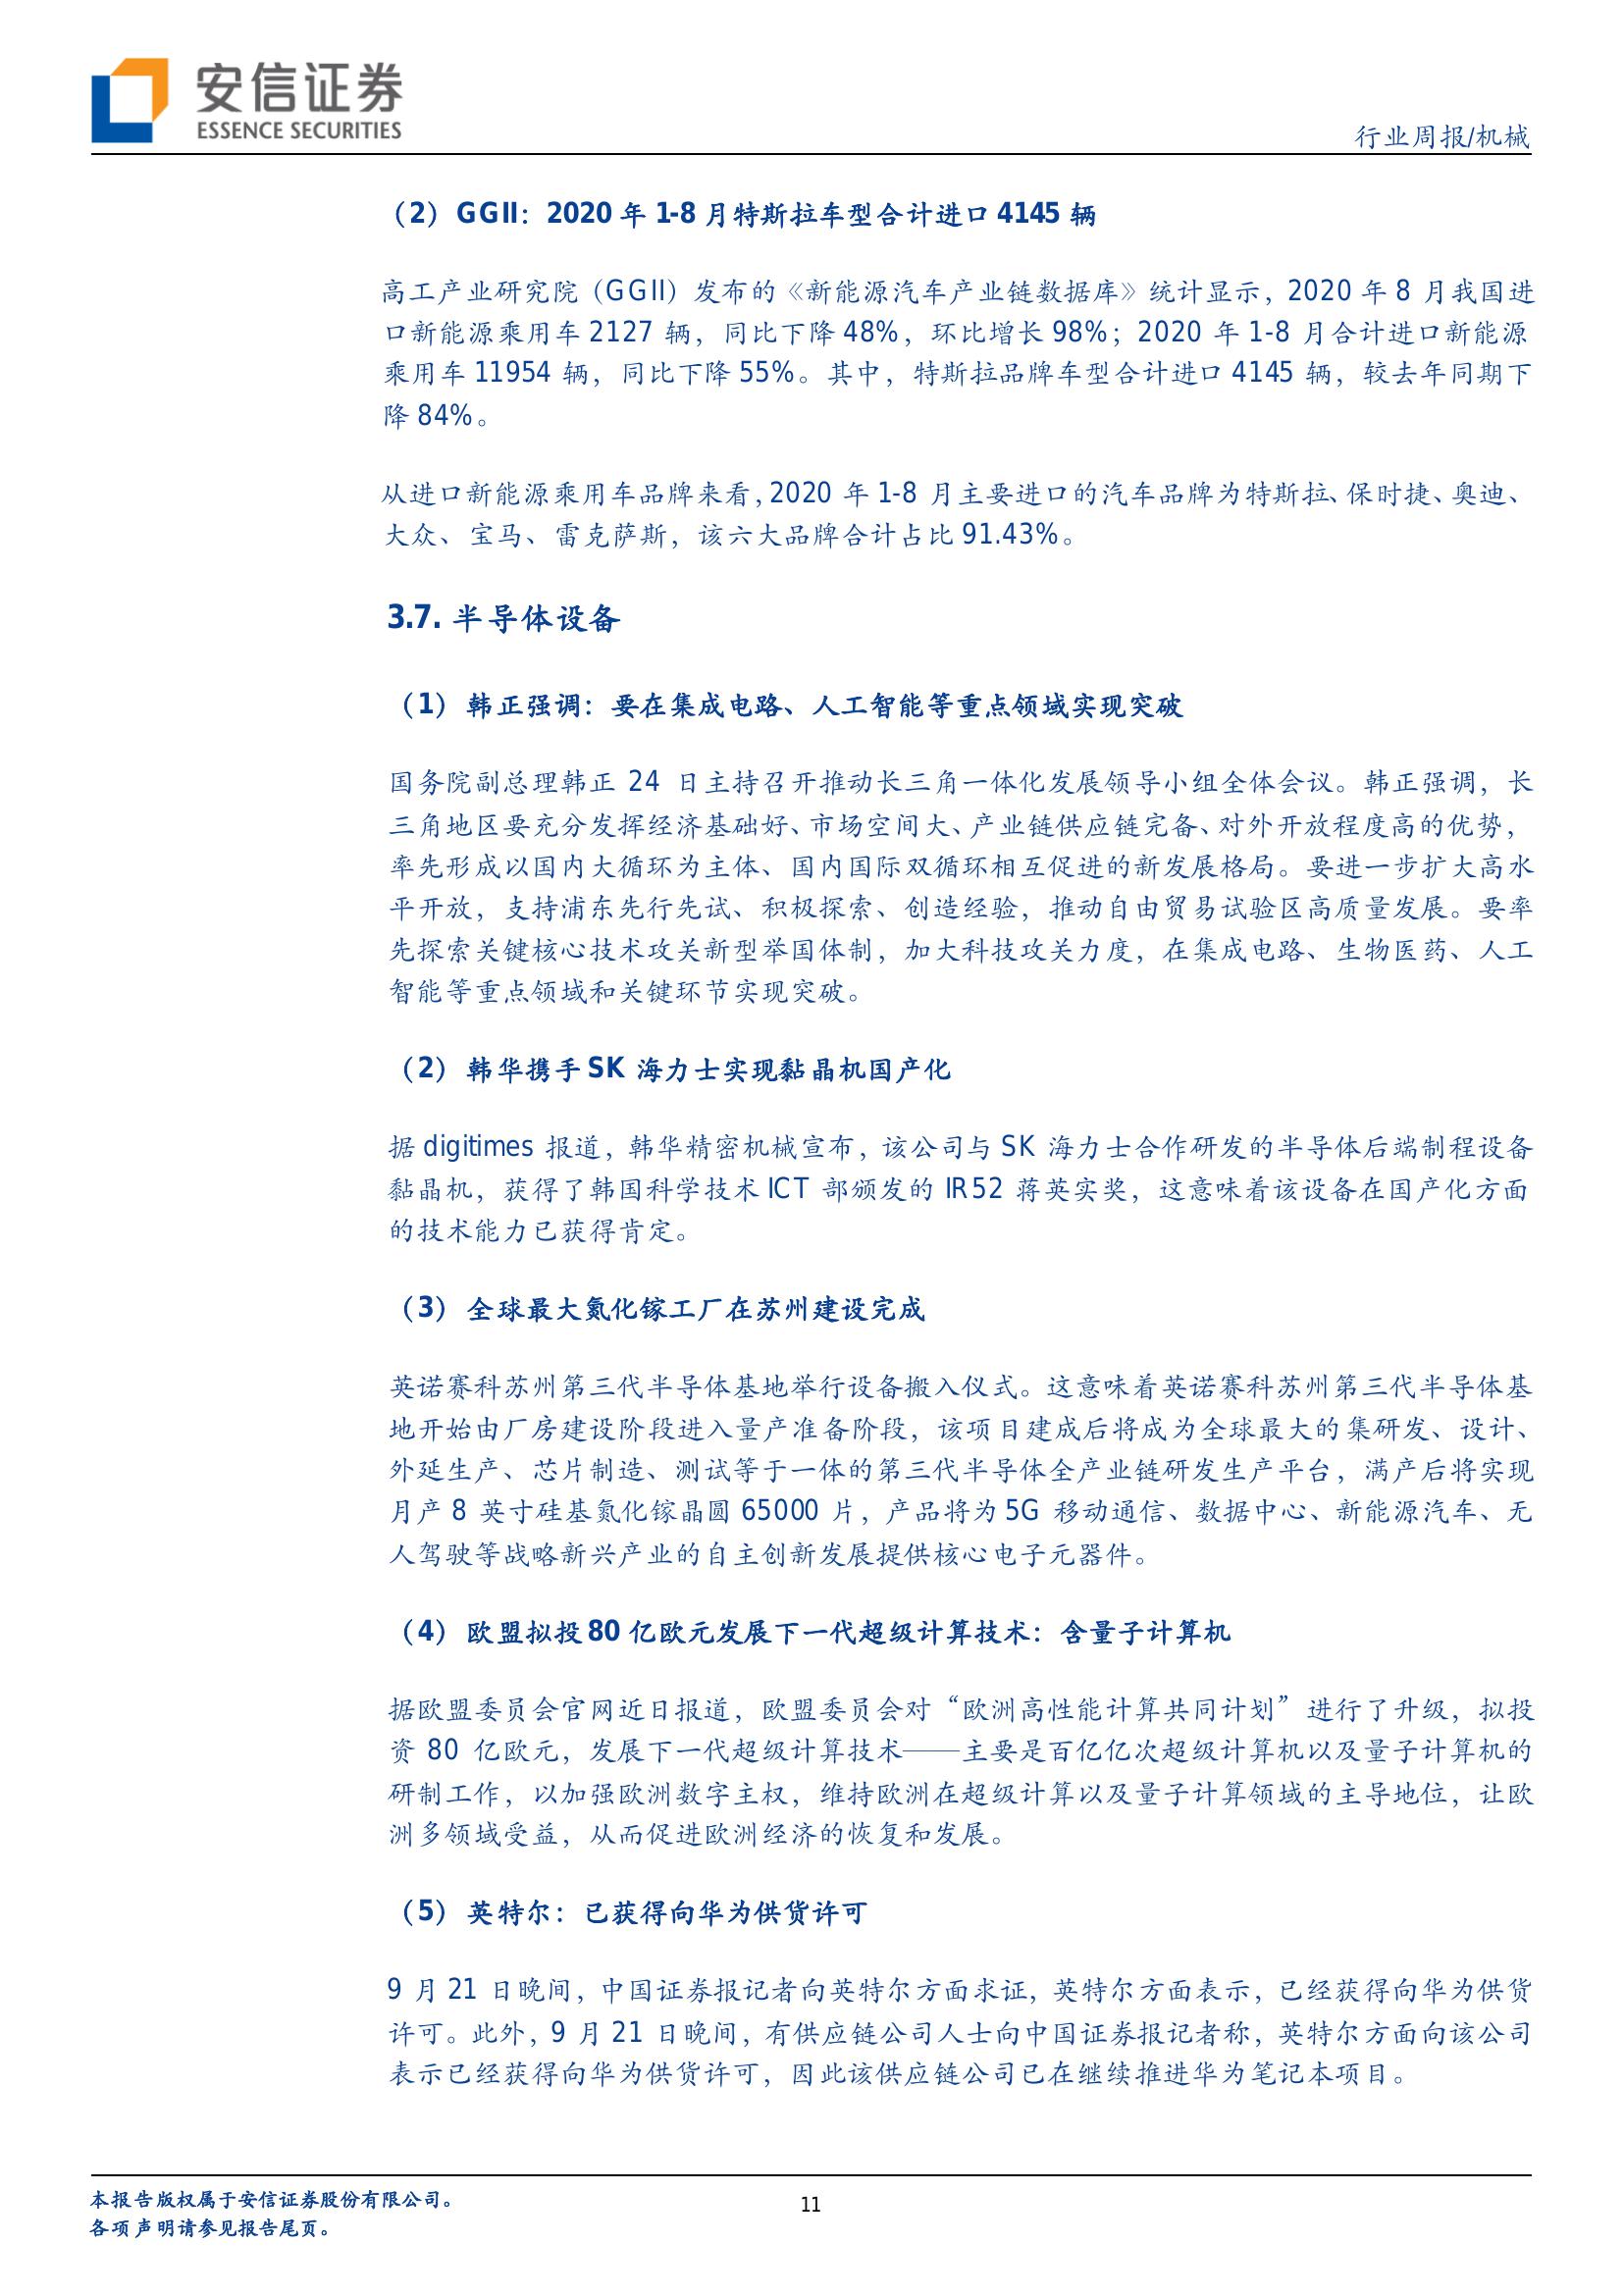 安信证券
ESSENCE SECURITIES
行业周报/机械
（2）GGII：2020 年 1-8 月特斯拉车型合计进口 4145 辆
高工产业研究院（GGII）发布的《新能源汽车产业链数据库》统计显示，2020 年 8 月我国进
口新能源乘用车 2127 辆，同比下降 48%，环比增长 98%；2020 年 1-8 月合计进口新能源
乘用车 11954 辆，同比下降 55%。其中，特斯拉品牌车型合计进口 4145 辆，较去年同期下
降 84%。
从进口新能源乘用车品牌来看，2020 年 1-8 月主要进口的汽车品牌为特斯拉、保时捷、奥迪、
大众、宝马、雷克萨斯，该六大品牌合计占比 91.43%。
3.7. 半导体设备
（1）韩正强调：要在集成电路、人工智能等重点领域实现突破
国务院副总理韩正 24 日主持召开推动长三角一体化发展领导小组全体会议。韩正强调，长
三角地区要充分发挥经济基础好、市场空间大、产业链供应链完备、对外开放程度高的优势，
率先形成以国内大循环为主体、国内国际双循环相互促进的新发展格局。要进一步扩大高水
平开放，支持浦东先行先试、积极探索、创造经验，推动自由贸易试验区高质量发展。要率
先探索关键核心技术攻关新型举国体制，加大科技攻关力度，在集成电路、生物医药、人工
智能等重点领域和关键环节实现突破。
（2）韩华携手 SK 海力士实现黏晶机国产化
据 digitimes 报道，韩华精密机械宣布，该公司与 SK 海力士合作研发的半导体后端制程设备
黏晶机，获得了韩国科学技术 ICT 部颁发的 IR52 蒋英实奖，这意味着该设备在国产化方面
的技术能力已获得肯定。
（3）全球最大氮化镓工厂在苏州建设完成
英诺赛科苏州第三代半导体基地举行设备搬入仪式。这意味着英诺赛科苏州第三代半导体基
地开始由厂房建设阶段进入量产准备阶段，该项目建成后将成为全球最大的集研发、设计、
外延生产、芯片制造、测试等于一体的第三代半导体全产业链研发生产平台，满产后将实现
月产 8 英寸硅基氮化镓晶圆 65000 片，产品将为 5G 移动通信、数据中心、新能源汽车、无
人驾驶等战略新兴产业的自主创新发展提供核心电子元器件。
（4）欧盟拟投 80 亿欧元发展下一代超级计算技术：含量子计算机
据欧盟委员会官网近日报道，欧盟委员会对“欧洲高性能计算共同计划”进行了升级，拟投
资 80 亿欧元，发展下一代超级计算技术——主要是百亿亿次超级计算机以及量子计算机的
研制工作，以加强欧洲数字主权，维持欧洲在超级计算以及量子计算领域的主导地位，让欧
洲多领域受益，从而促进欧洲经济的恢复和发展。
（5）英特尔：已获得向华为供货许可
9 月 21 日晚间，中国证券报记者向英特尔方面求证，英特尔方面表示，已经获得向华为供货
许可。此外，9 月 21 日晚间，有供应链公司人士向中国证券报记者称，英特尔方面向该公司
表示已经获得向华为供货许可，因此该供应链公司已在继续推进华为笔记本项目。
本报告版权属于安信证券股份有限公司。
各项声明请参见报告尾页。
11